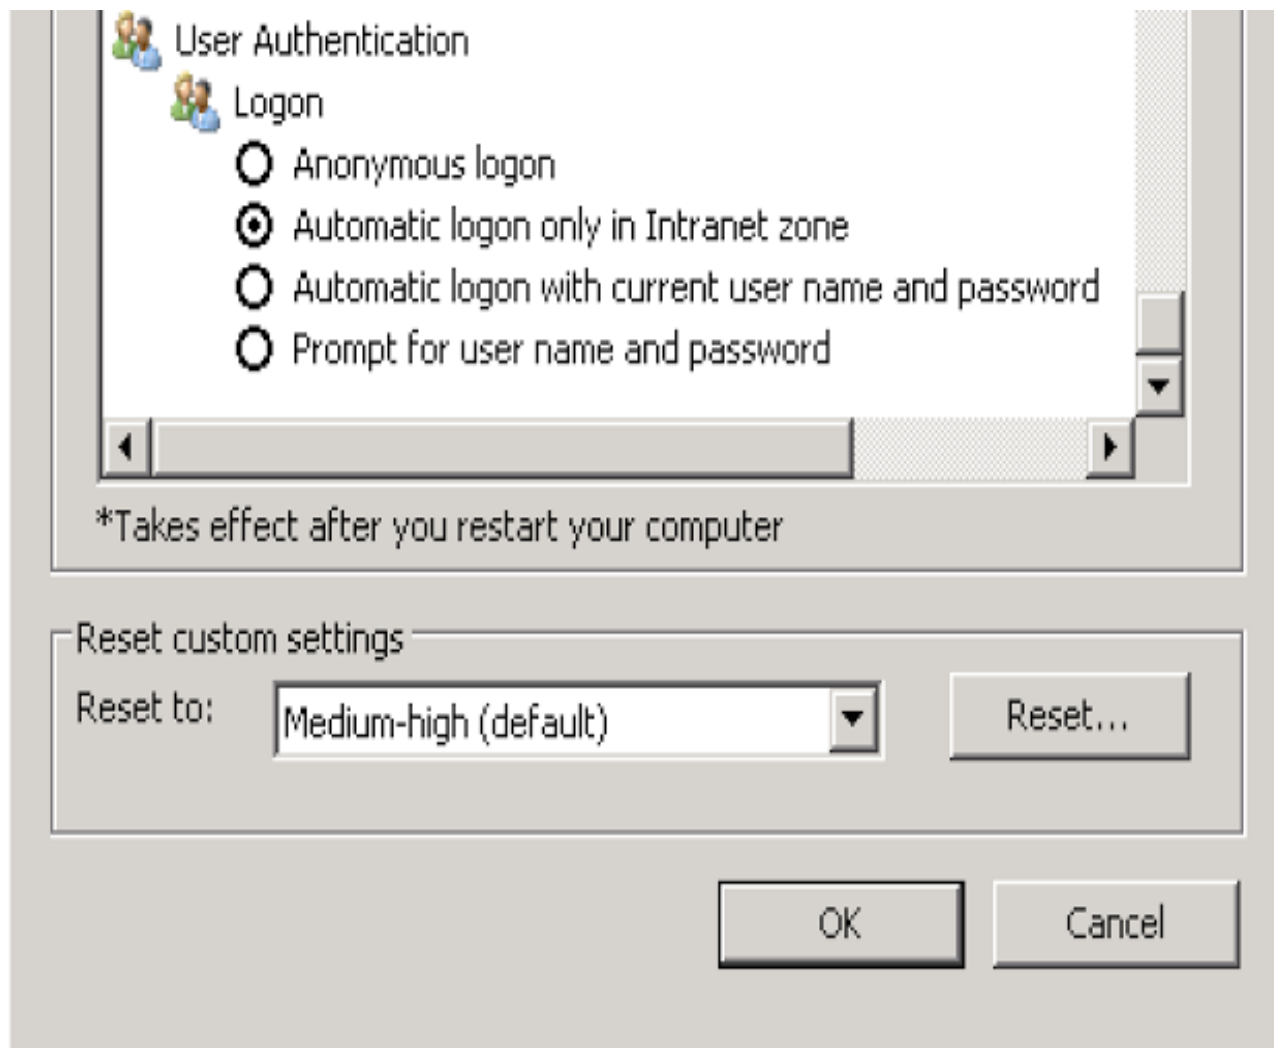 User Authentication
Logon
Anonymous logon
Automatic logon only in Intranet zone
Automatic logon with current user name and password
Prompt for user name and password
*Takes effect after you restart your computer
Reset custom settings
Reset to:
Medium-high (default)
Reset...
OK
Cancel